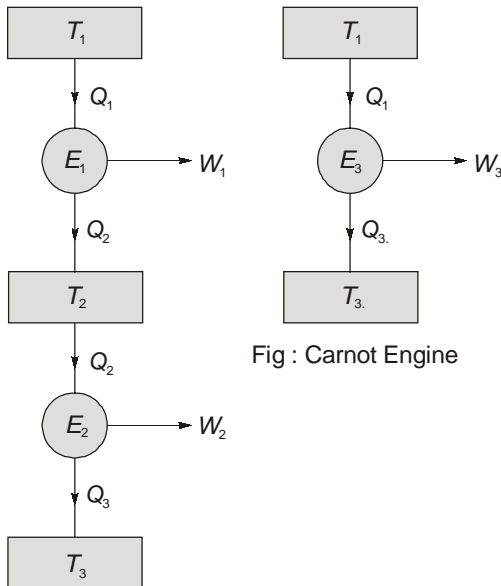 T₁ T₁
Q₁ Q₁
E₁ W₁ E₃ W₃
Q₂ Q₃.
T₂ T₃.
Fig : Carnot Engine
Q₂
E₂ W₂
Q₃
T₃